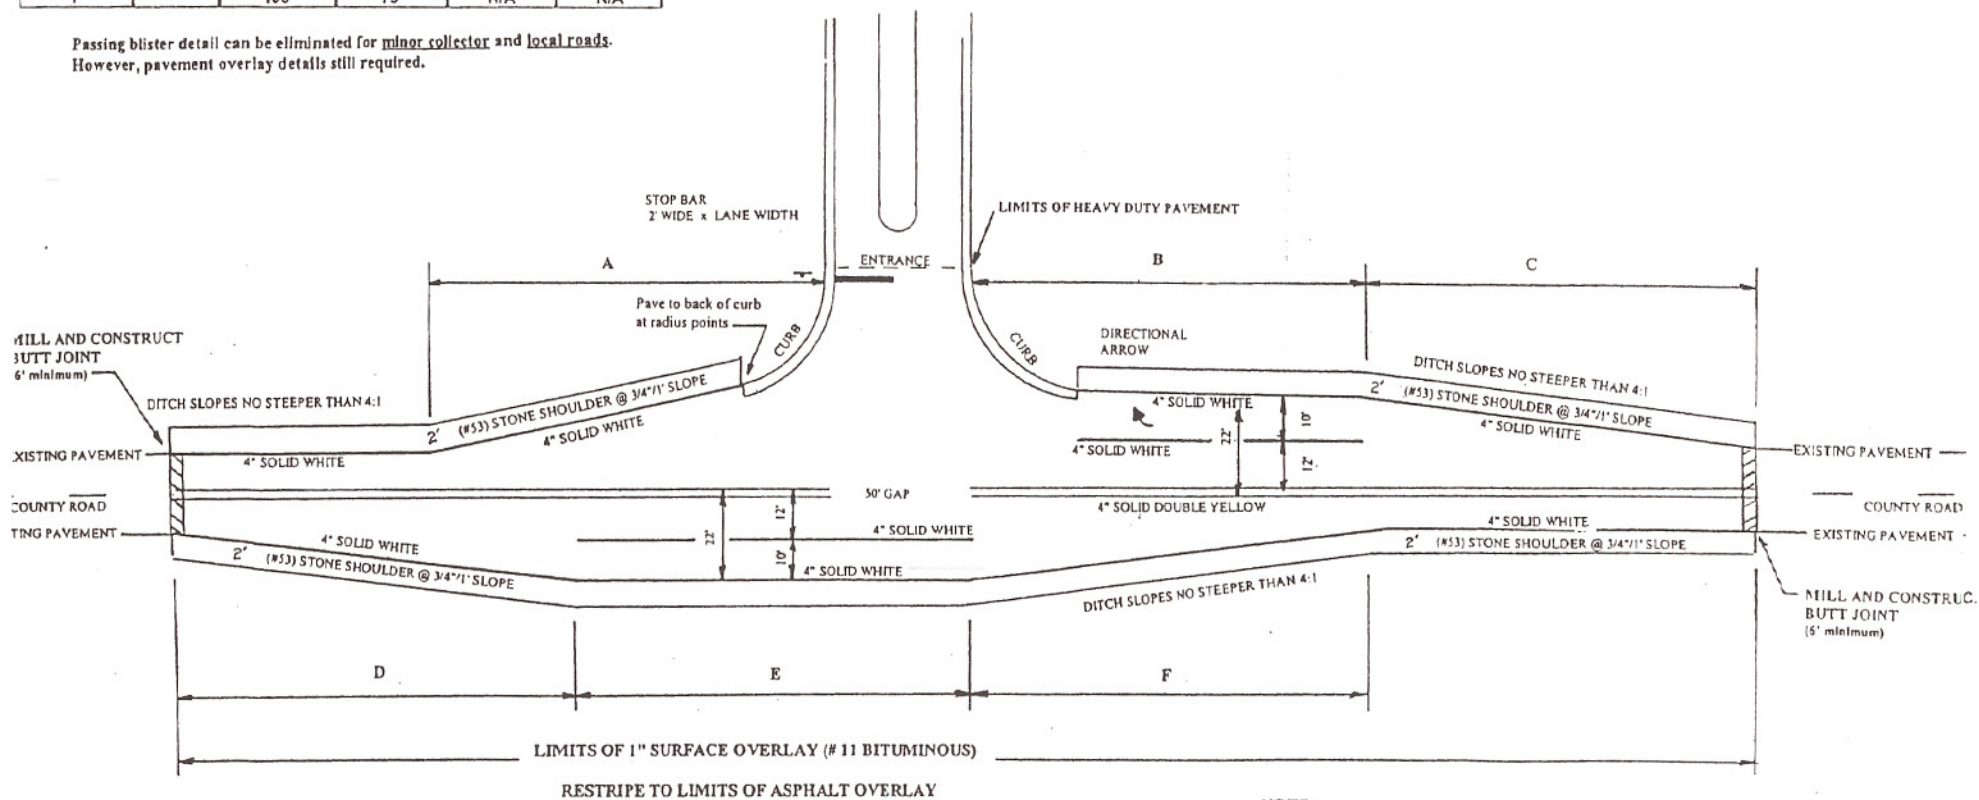 Passing blister detail can be eliminated for minor collector and local roads.
However, pavement overlay details still required.
STOP BAR
2' WIDE x LANE WIDTH
LIMITS OF HEAVY DUTY PAVEMENT
ENTRANCE
A
B
C
Pave to back of curb
at radius points
CURB
CURB
DIRECTIONAL
ARROW
MILL AND CONSTRUCT
BUTT JOINT
6' minimum)
DITCH SLOPES NO STEEPER THAN 4:1
2' (#53) STONE SHOULDER @ 3/4"/1' SLOPE
4" SOLID WHITE
DITCH SLOPES NO STEEPER THAN 4:1
2' (#53) STONE SHOULDER @ 3/4"/1' SLOPE
4" SOLID WHITE
4" SOLID WHITE
10'
22'
12'
4" SOLID WHITE
XISTING PAVEMENT
4" SOLID WHITE
EXISTING PAVEMENT
50' GAP
COUNTY ROAD
4" SOLID DOUBLE YELLOW
COUNTY ROAD
TING PAVEMENT
4" SOLID WHITE
2' (#53) STONE SHOULDER @ 3/4"/1' SLOPE
22'
12'
10'
4" SOLID WHITE
4" SOLID WHITE
4" SOLID WHITE
2' (#53) STONE SHOULDER @ 3/4"/1' SLOPE
EXISTING PAVEMENT
DITCH SLOPES NO STEEPER THAN 4:1
MILL AND CONSTRUC
BUTT JOINT
(6' minimum)
D
E
F
LIMITS OF 1" SURFACE OVERLAY (# 11 BITUMINOUS)
RESTRIPE TO LIMITS OF ASPHALT OVERLAY